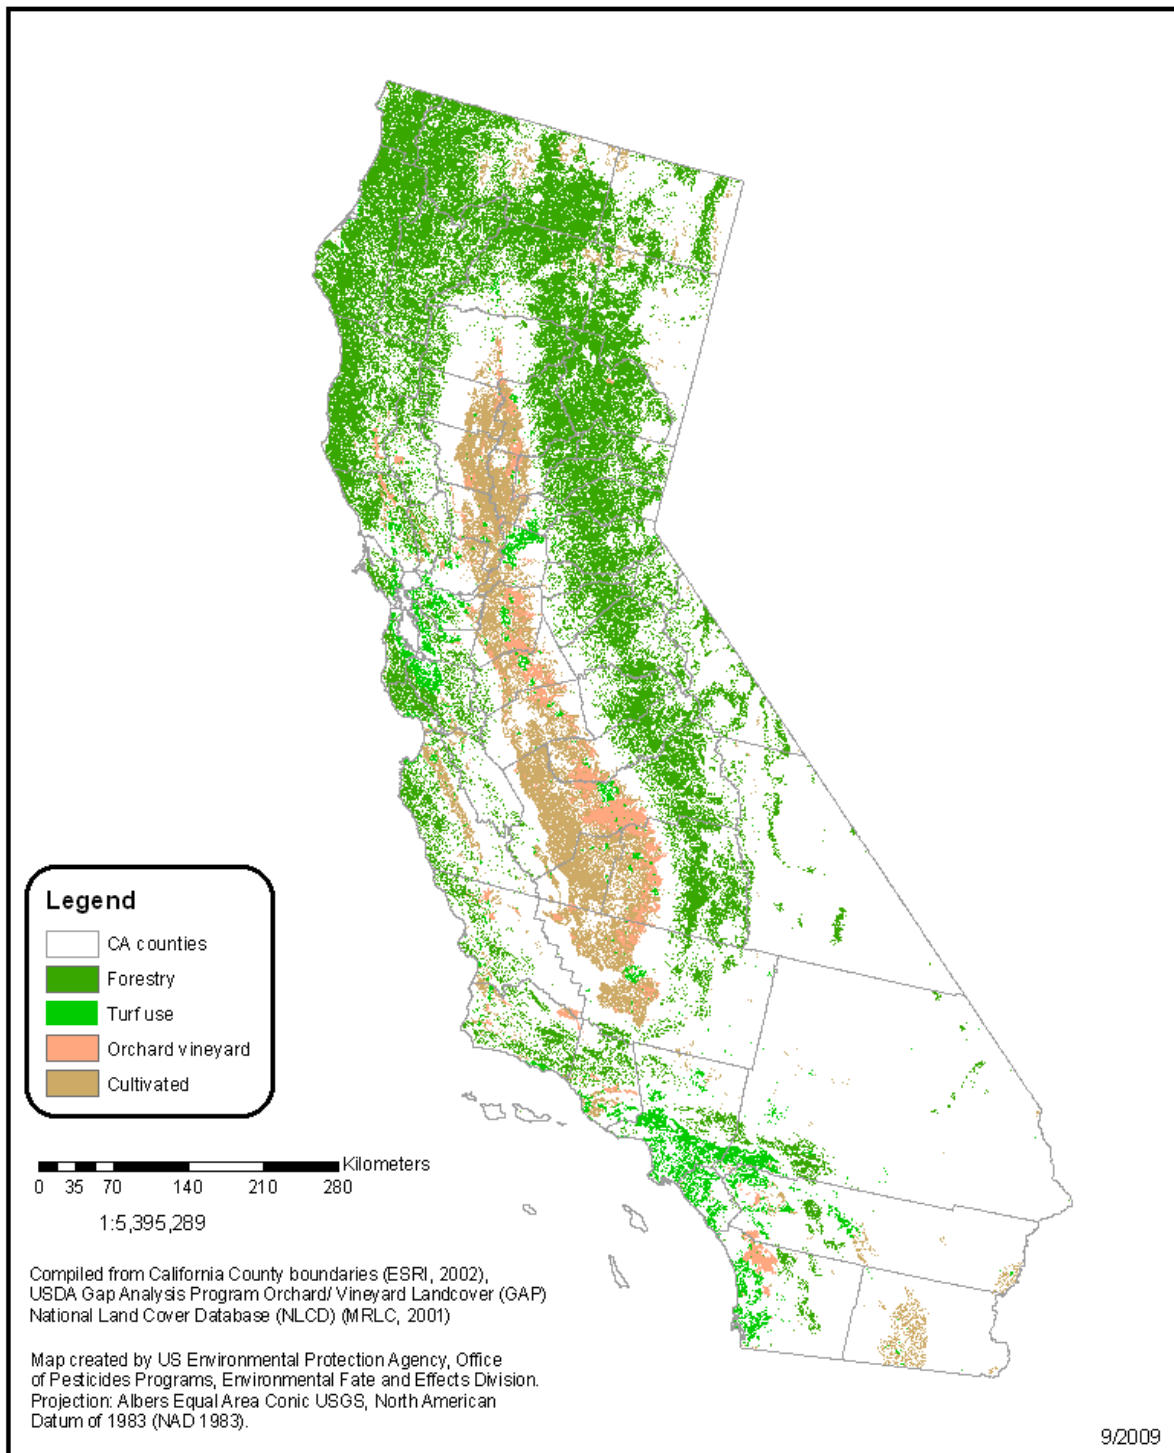 Legend
CA counties
Forestry
Turf use
Orchard vineyard
Cultivated
Kilometers
0 35 70 140 210 280
1:5,395,289
Compiled from California County boundaries (ESRI, 2002),
USDA Gap Analysis Program Orchard/ Vineyard Landcover (GAP)
National Land Cover Database (NLCD) (MRLC, 2001)
Map created by US Environmental Protection Agency, Office
of Pesticides Programs, Environmental Fate and Effects Division.
Projection: Albers Equal Area Conic USGS, North American
Datum of 1983 (NAD 1983).
9/2009